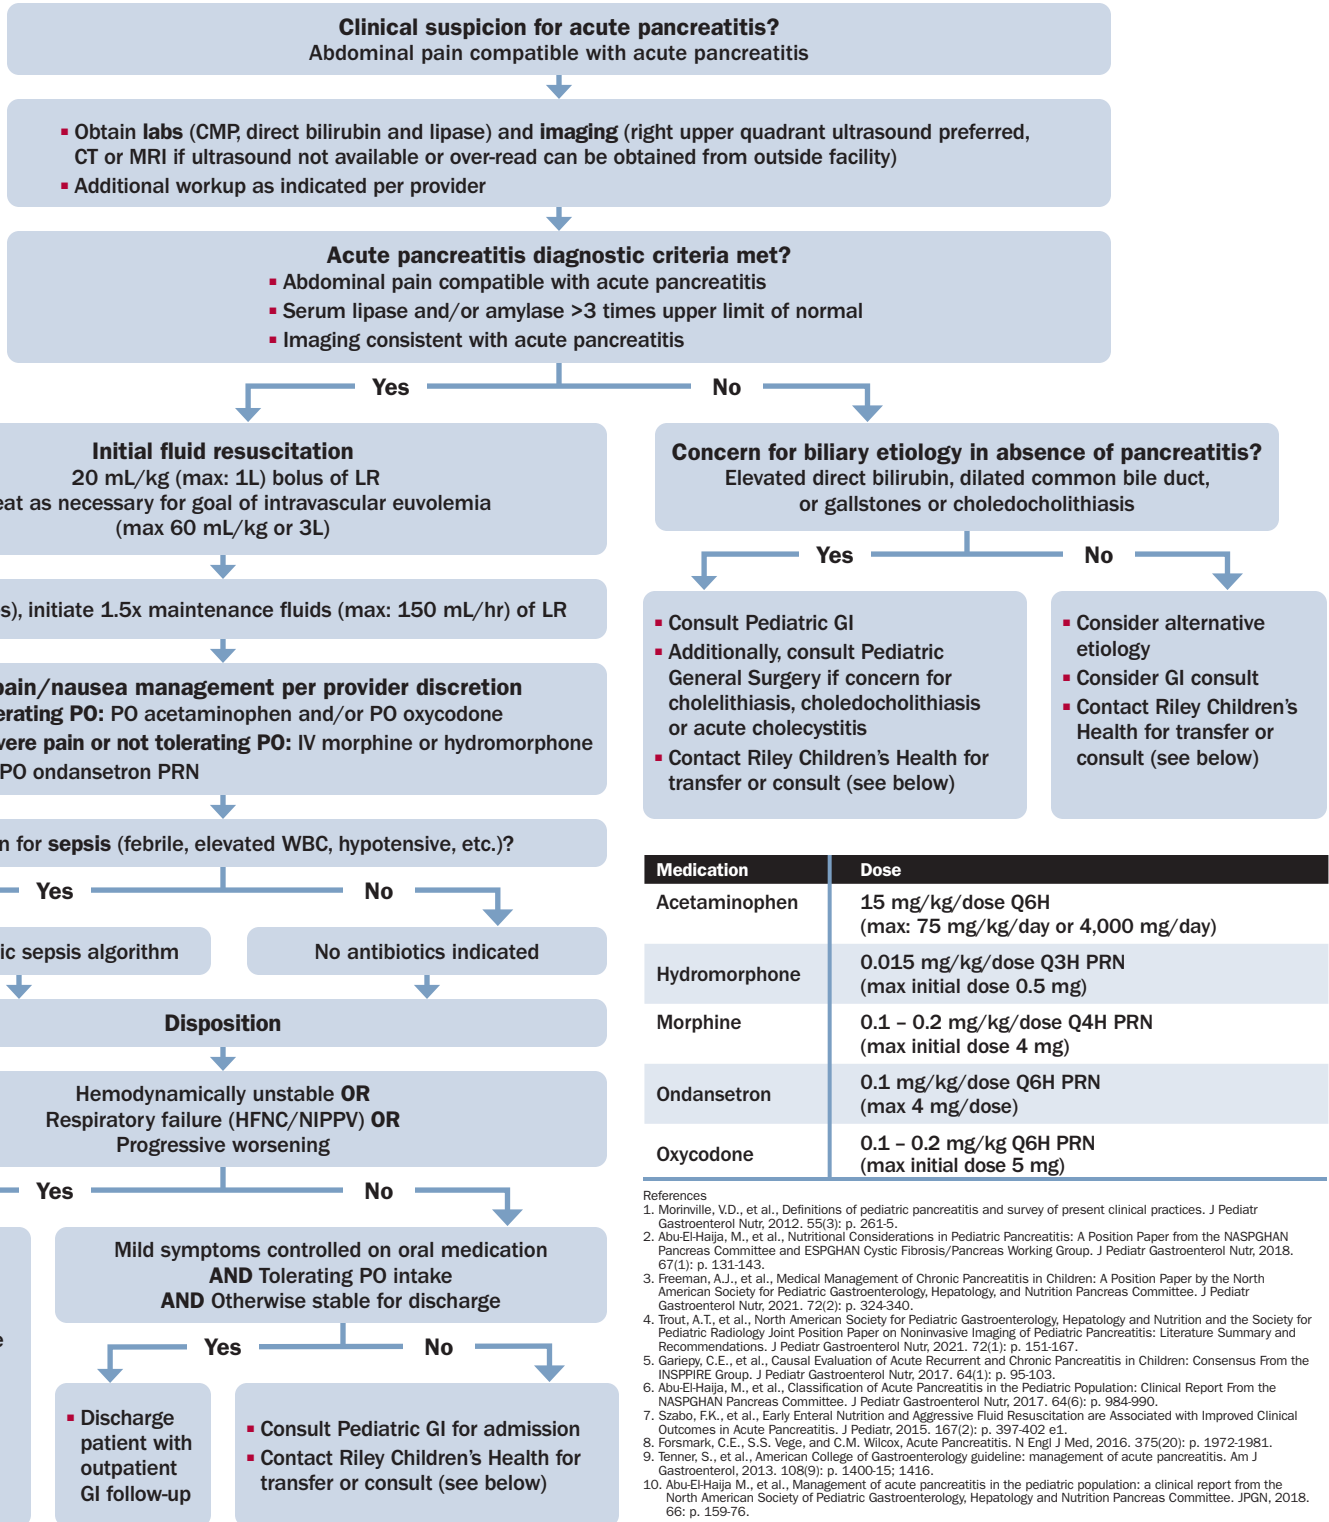 Clinical suspicion for acute pancreatitis?
Abdominal pain compatible with acute pancreatitis
▪ Obtain labs (CMP, direct bilirubin and lipase) and imaging (right upper quadrant ultrasound preferred,
CT or MRI if ultrasound not available or over-read can be obtained from outside facility)
▪ Additional workup as indicated per provider
Acute pancreatitis diagnostic criteria met?
▪ Abdominal pain compatible with acute pancreatitis
▪ Serum lipase and/or amylase >3 times upper limit of normal
▪ Imaging consistent with acute pancreatitis
Yes
No
Initial fluid resuscitation
20 mL/kg (max: 1L) bolus of LR
eat as necessary for goal of intravascular euvolemia
(max 60 mL/kg or 3L)
s), initiate 1.5x maintenance fluids (max: 150 mL/hr) of LR
pain/nausea management per provider discretion
erating PO: PO acetaminophen and/or PO oxycodone
vere pain or not tolerating PO: IV morphine or hydromorphone
PO ondansetron PRN
n for sepsis (febrile, elevated WBC, hypotensive, etc.)?
Yes
No
ic sepsis algorithm
No antibiotics indicated
Disposition
Hemodynamically unstable OR
Respiratory failure (HFNC/NIPPV) OR
Progressive worsening
Yes
No
e
Mild symptoms controlled on oral medication
AND Tolerating PO intake
AND Otherwise stable for discharge
Yes
No
▪ Discharge
patient with
outpatient
GI follow-up
▪ Consult Pediatric GI for admission
▪ Contact Riley Children's Health for
transfer or consult (see below)
Concern for biliary etiology in absence of pancreatitis?
Elevated direct bilirubin, dilated common bile duct,
or gallstones or choledocholithiasis
Yes
No
▪ Consult Pediatric GI
▪ Additionally, consult Pediatric
General Surgery if concern for
cholelithiasis, choledocholithiasis
or acute cholecystitis
▪ Contact Riley Children's Health for
transfer or consult (see below)
▪ Consider alternative
etiology
▪ Consider GI consult
▪ Contact Riley Children's
Health for transfer or
consult (see below)
Medication Dose
Acetaminophen 15 mg/kg/dose Q6H
(max: 75 mg/kg/day or 4,000 mg/day)
Hydromorphone 0.015 mg/kg/dose Q3H PRN
(max initial dose 0.5 mg)
Morphine 0.1 – 0.2 mg/kg/dose Q4H PRN
(max initial dose 4 mg)
Ondansetron 0.1 mg/kg/dose Q6H PRN
(max 4 mg/dose)
Oxycodone 0.1 – 0.2 mg/kg Q6H PRN
(max initial dose 5 mg)
References
1. Morinville, V.D., et al., Definitions of pediatric pancreatitis and survey of present clinical practices. J Pediatr
Gastroenterol Nutr, 2012. 55(3): p. 261-5.
2. Abu-El-Haija, M., et al., Nutritional Considerations in Pediatric Pancreatitis: A Position Paper from the NASPGHAN
Pancreas Committee and ESPGHAN Cystic Fibrosis/Pancreas Working Group. J Pediatr Gastroenterol Nutr, 2018.
67(1): p. 131-143.
3. Freeman, A.J., et al., Medical Management of Chronic Pancreatitis in Children: A Position Paper by the North
American Society for Pediatric Gastroenterology, Hepatology, and Nutrition Pancreas Committee. J Pediatr
Gastroenterol Nutr, 2021. 72(2): p. 324-340.
4. Trout, A.T., et al., North American Society for Pediatric Gastroenterology, Hepatology and Nutrition and the Society for
Pediatric Radiology Joint Position Paper on Noninvasive Imaging of Pediatric Pancreatitis: Literature Summary and
Recommendations. J Pediatr Gastroenterol Nutr, 2021. 72(1): p. 151-167.
5. Gariepy, C.E., et al., Causal Evaluation of Acute Recurrent and Chronic Pancreatitis in Children: Consensus From the
INSPPIRE Group. J Pediatr Gastroenterol Nutr, 2017. 64(1): p. 95-103.
6. Abu-El-Haija, M., et al., Classification of Acute Pancreatitis in the Pediatric Population: Clinical Report From the
NASPGHAN Pancreas Committee. J Pediatr Gastroenterol Nutr, 2017. 64(6): p. 984-990.
7. Szabo, F.K., et al., Early Enteral Nutrition and Aggressive Fluid Resuscitation are Associated with Improved Clinical
Outcomes in Acute Pancreatitis. J Pediatr, 2015. 167(2): p. 397-402 e1.
8. Forsmark, C.E., S.S. Vege, and C.M. Wilcox, Acute Pancreatitis. N Engl J Med, 2016. 375(20): p. 1972-1981.
9. Tenner, S., et al., American College of Gastroenterology guideline: management of acute pancreatitis. Am J
Gastroenterol, 2013. 108(9): p. 1400-15; 1416.
10. Abu-El-Haija M., et al., Management of acute pancreatitis in the pediatric population: a clinical report from the
North American Society of Pediatric Gastroenterology, Hepatology and Nutrition Pancreas Committee. JPGN, 2018.
66: p. 159-76.